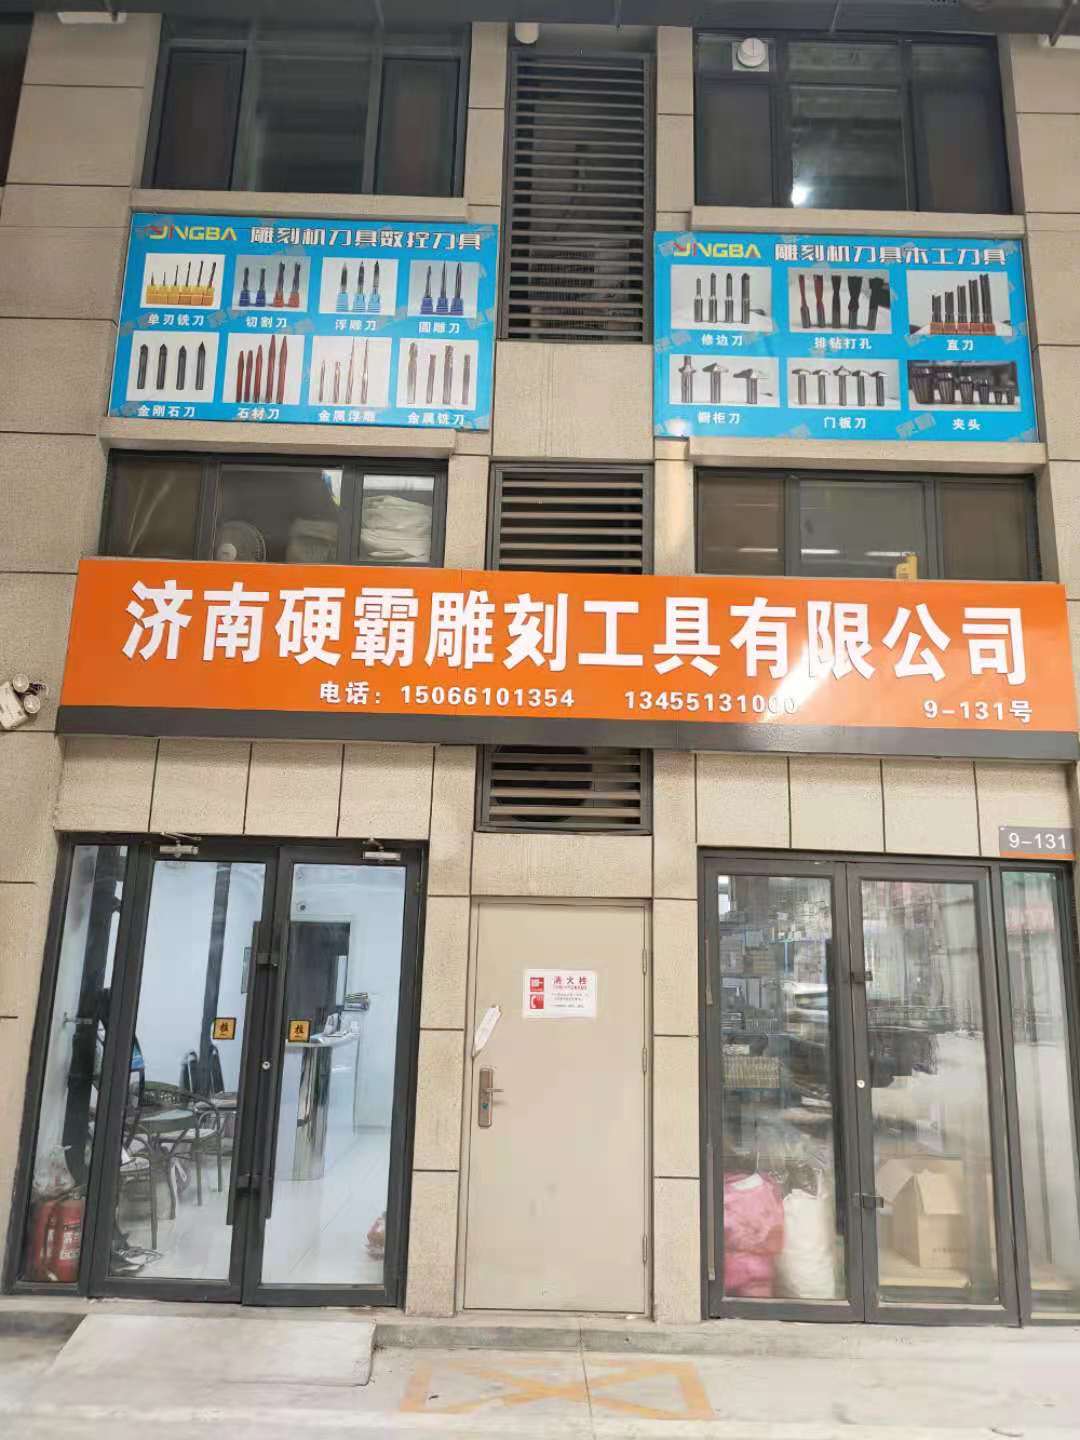 YINGBA 雕刻机刀具数控刀具
单刃铣刀 切割刀 浮雕刀 圆雕刀
金刚石刀 石材刀 金属浮雕 金属铣刀
YINGBA 雕刻机刀具木工刀具
修边刀 排钻打孔 直刀
橱柜刀 门板刀 夹头
济南硬霸雕刻工具有限公司
电话：15066101354 13455131000 9-131号
9-131
消火栓
拉 拉